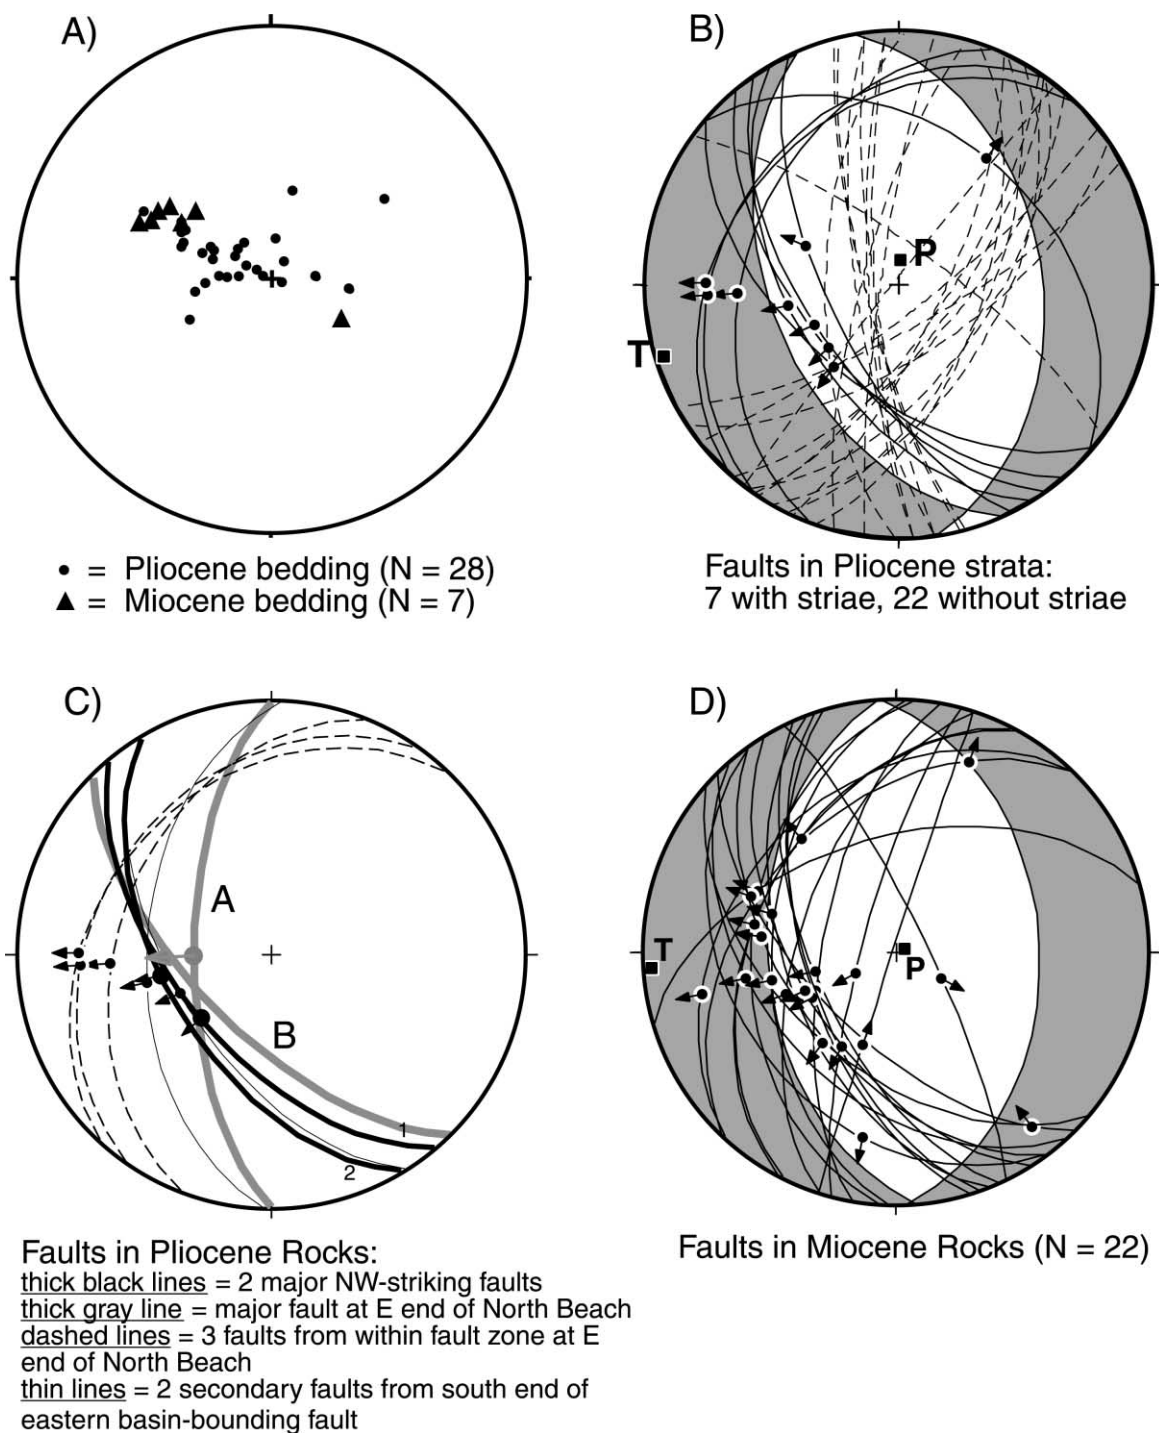 A)
B)
P
T
● = Pliocene bedding (N = 28)
▲ = Miocene bedding (N = 7)
Faults in Pliocene strata:
7 with striae, 22 without striae
C)
D)
A
B
1
2
T
P
Faults in Pliocene Rocks:
thick black lines = 2 major NW-striking faults
thick gray line = major fault at E end of North Beach
dashed lines = 3 faults from within fault zone at E
end of North Beach
thin lines = 2 secondary faults from south end of
eastern basin-bounding fault
Faults in Miocene Rocks (N = 22)